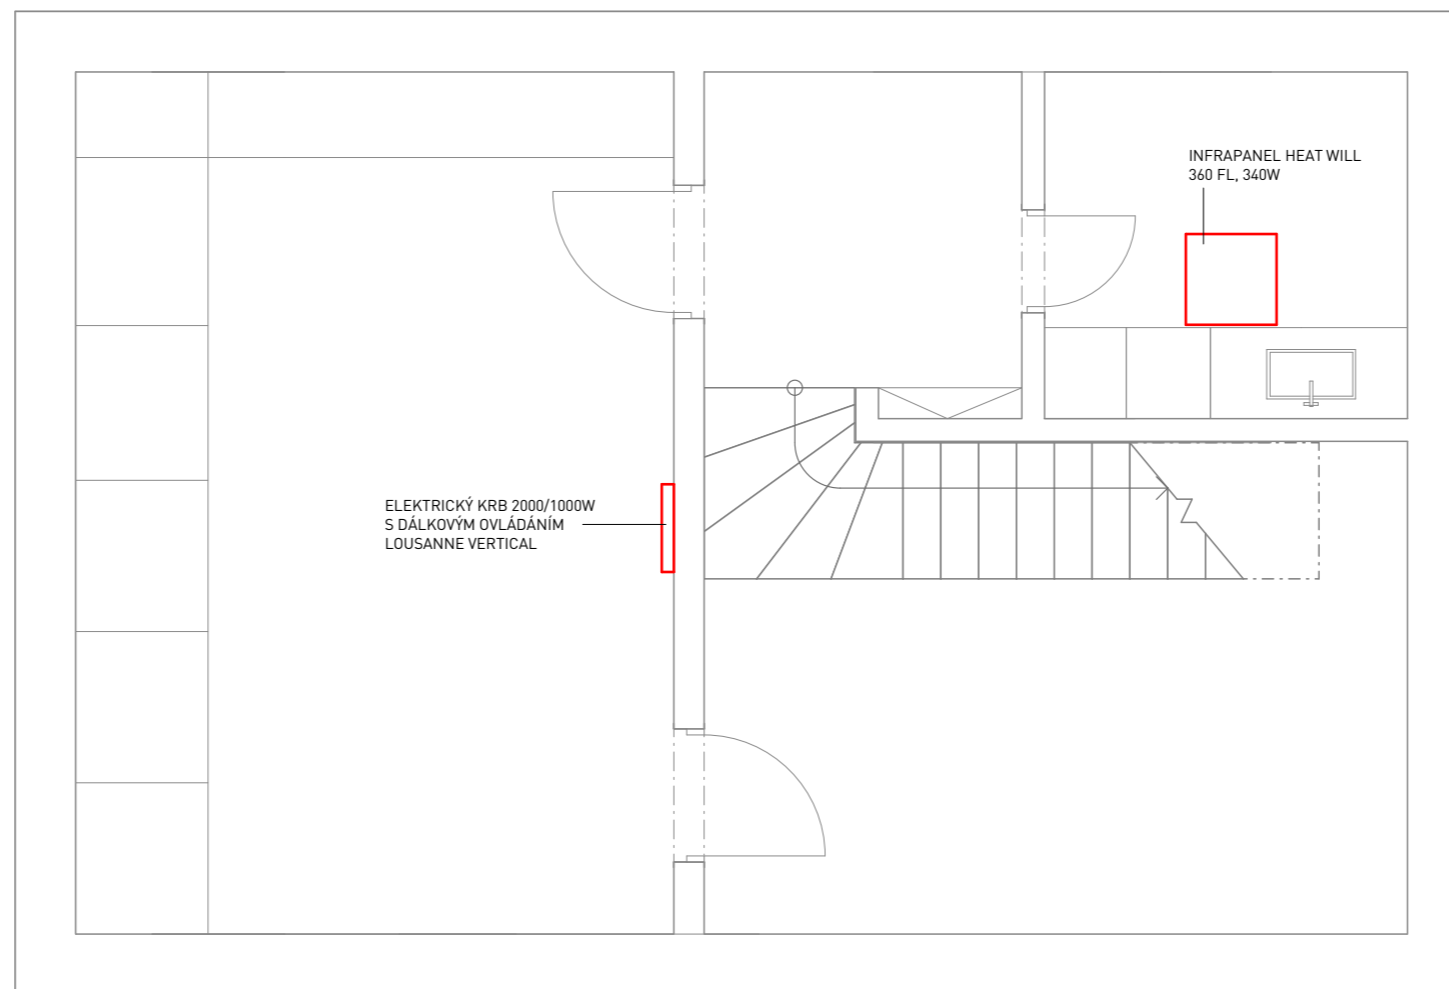 INFRAPANEL HEAT WILL
360 FL, 340W
ELEKTRICKÝ KRB 2000/1000W
S DÁLKOVÝM OVLÁDÁNÍM
LOUSANNE VERTICAL